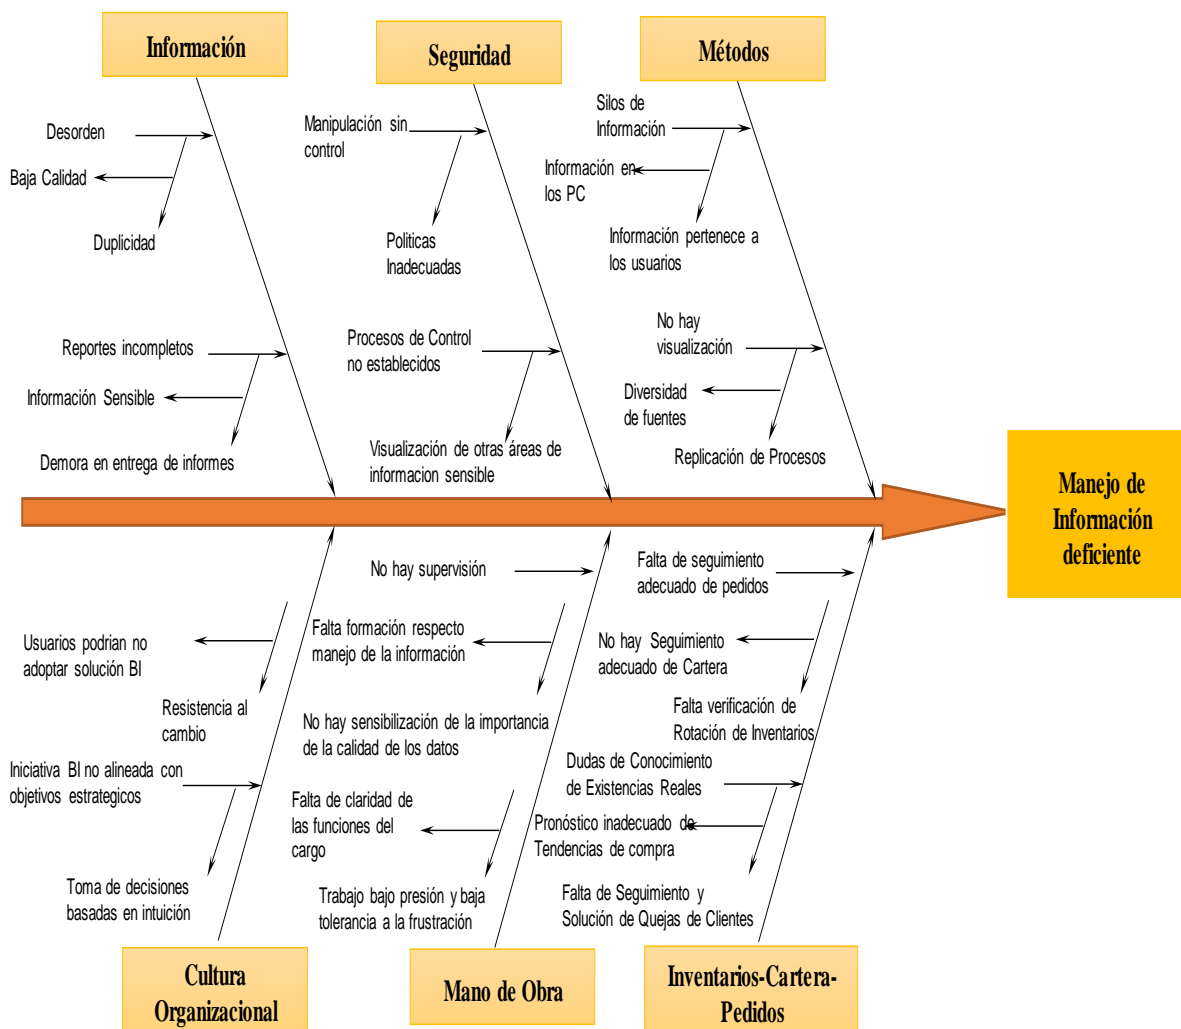 Información
Seguridad
Métodos
Desorden
Baja Calidad
Duplicidad
Reportes incompletos
Información Sensible
Demora en entrega de informes
Manipulación sin
control
Politicas
Inadecuadas
Procesos de Control
no establecidos
Visualización de otras áreas de
informacion sensible
Silos de
Información
Información en
los PC
Información pertenece a
los usuarios
No hay
visualización
Diversidad
de fuentes
Replicación de Procesos
Manejo de
Información
deficiente
Usuarios podrian no
adoptar solución BI
Resistencia al
cambio
Iniciativa BI no alineada con
objetivos estrategicos
Toma de decisiones
basadas en intuición
No hay supervisión
Falta formación respecto
manejo de la información
No hay sensibilización de la importancia
de la calidad de los datos
Falta de claridad de
las funciones del
cargo
Trabajo bajo presión y baja
tolerancia a la frustración
Falta de seguimiento
adecuado de pedidos
No hay Seguimiento
adecuado de Cartera
Falta verificación de
Rotación de Inventarios
Dudas de Conocimiento
de Existencias Reales
Pronóstico inadecuado de
Tendencias de compra
Falta de Seguimiento y
Solución de Quejas de Clientes
Cultura
Organizacional
Mano de Obra
Inventarios-Cartera-
Pedidos